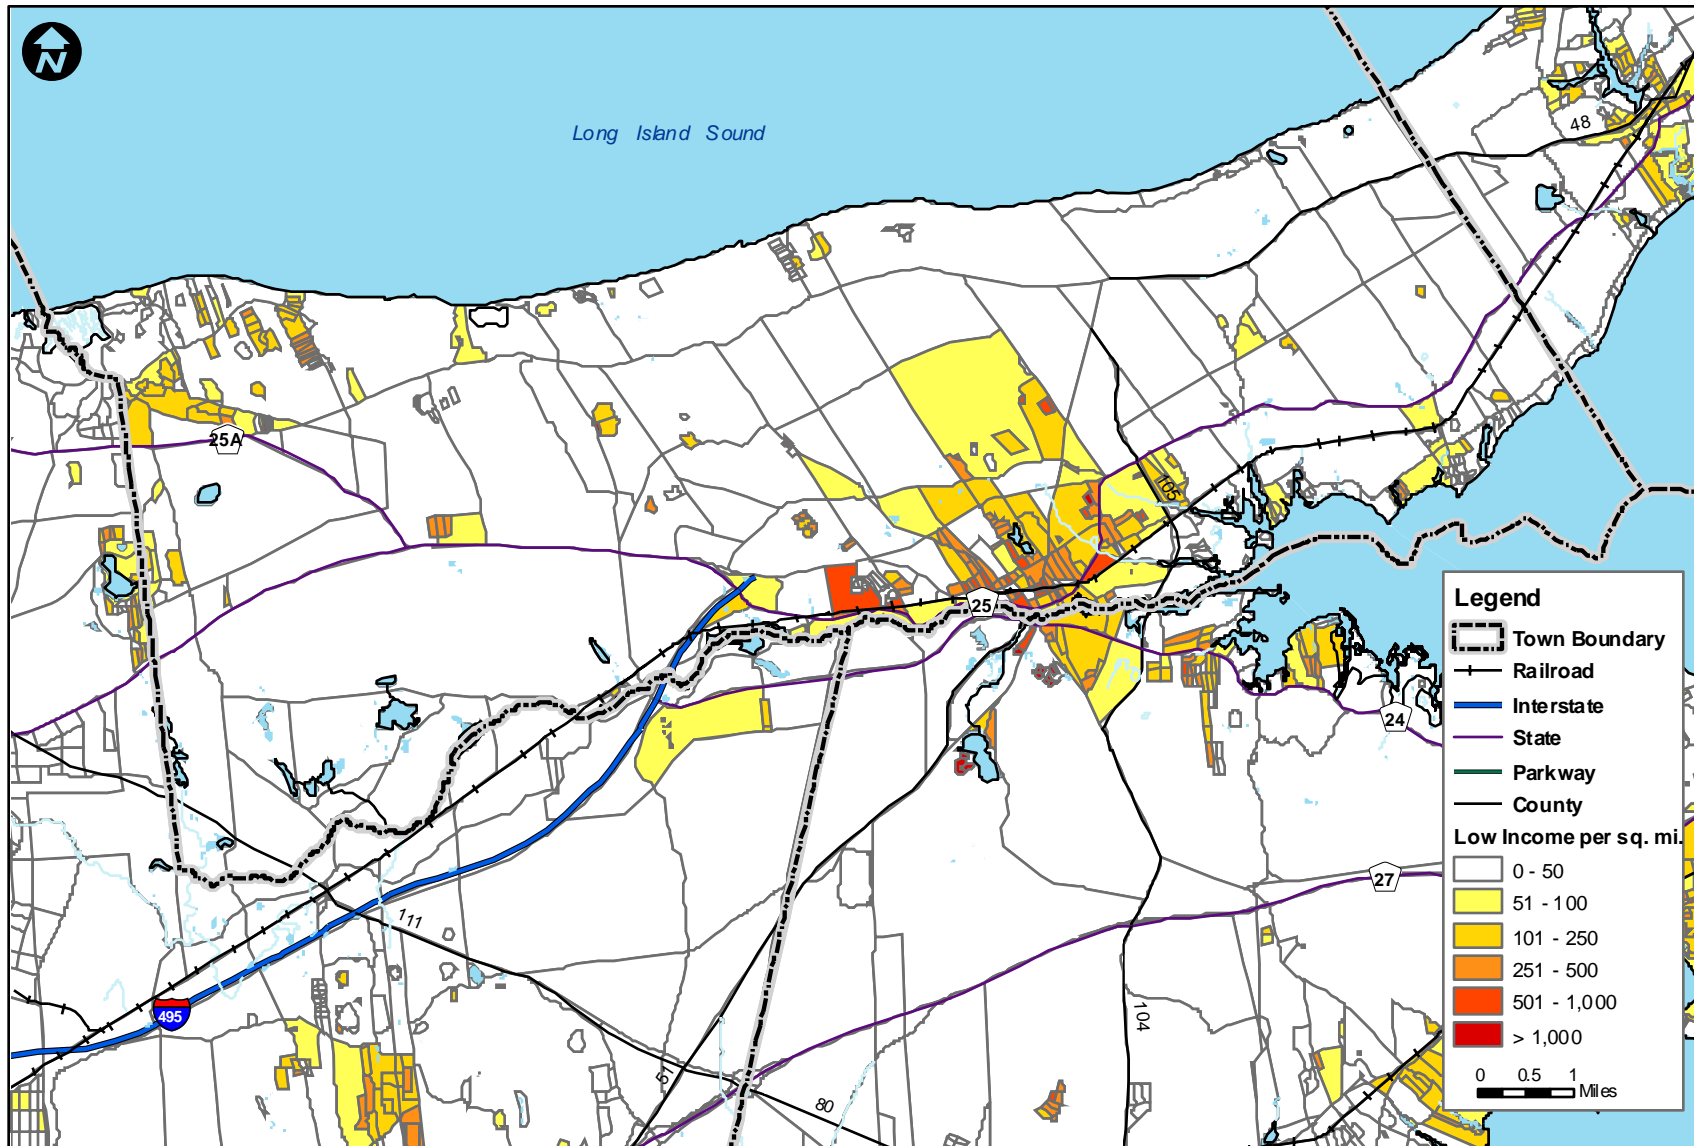 N
Long Island Sound
48
25A
105
25
24
27
111
495
104
51
80
Legend
Town Boundary
Railroad
Interstate
State
Parkway
County
Low Income per sq. mi.
0 - 50
51 - 100
101 - 250
251 - 500
501 - 1,000
> 1,000
0 0.5 1
Miles